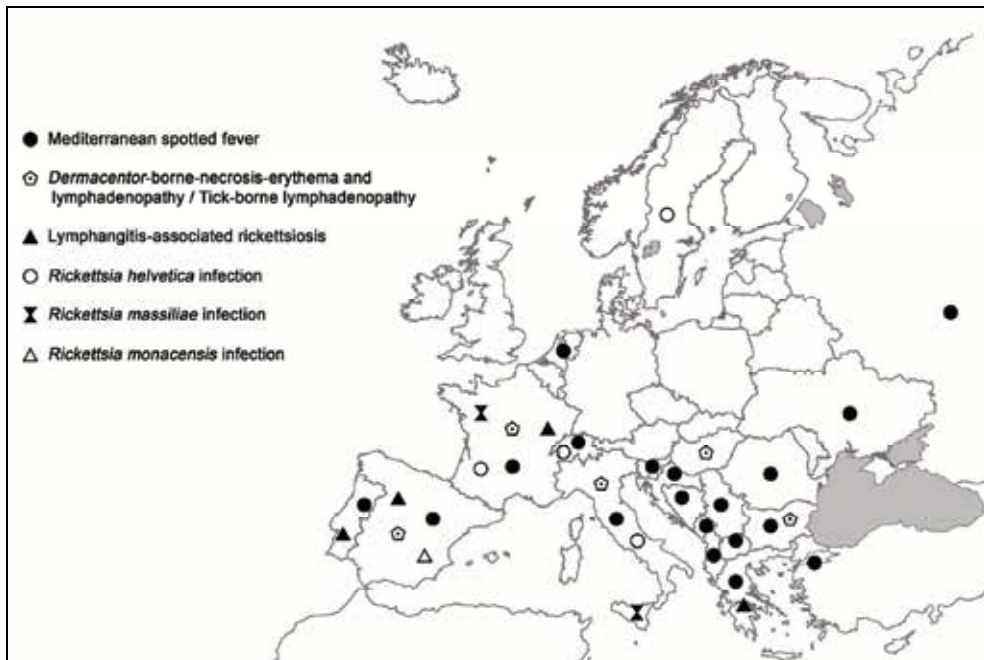 Mediterranean spotted fever
Dermacentor-borne-necrosis-erythema and
lymphadenopathy / Tick-borne lymphadenopathy
Lymphangitis-associated rickettsiosis
Rickettsia helvetica infection
Rickettsia massiliae infection
Rickettsia monacensis infection